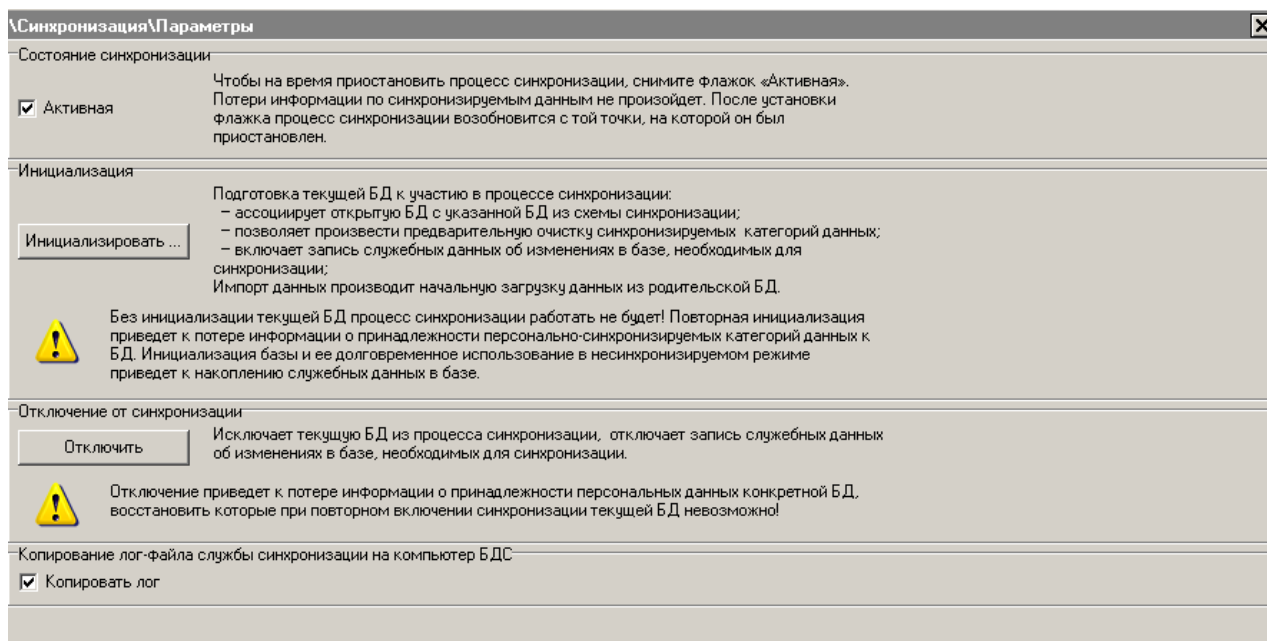 \Синхронизация\Параметры
Состояние синхронизации
Чтобы на время приостановить процесс синхронизации, снимите флажок «Активная».
Активная
Потери информации по синхронизируемым данным не произойдет. После установки
флажка процесс синхронизации возобновится с той точки, на которой он был
приостановлен.
Инициализация
Подготовка текущей БД к участию в процессе синхронизации:
– ассоциирует открытую БД с указанной БД из схемы синхронизации;
Инициализировать ...
– позволяет произвести предварительную очистку синхронизируемых категорий данных;
– включает запись служебных данных об изменениях в базе, необходимых для
синхронизации;
Импорт данных производит начальную загрузку данных из родительской БД.
Без инициализации текущей БД процесс синхронизации работать не будет! Повторная инициализация
приведет к потере информации о принадлежности персонально-синхронизируемых категорий данных к
БД. Инициализация базы и ее долговременное использование в несинхронизируемом режиме
приведет к накоплению служебных данных в базе.
Отключение от синхронизации
Отключить
Исключает текущую БД из процесса синхронизации, отключает запись служебных данных
об изменениях в базе, необходимых для синхронизации.
Отключение приведет к потере информации о принадлежности персональных данных конкретной БД,
восстановить которые при повторном включении синхронизации текущей БД невозможно!
Копирование лог-файла службы синхронизации на компьютер БДС
Копировать лог